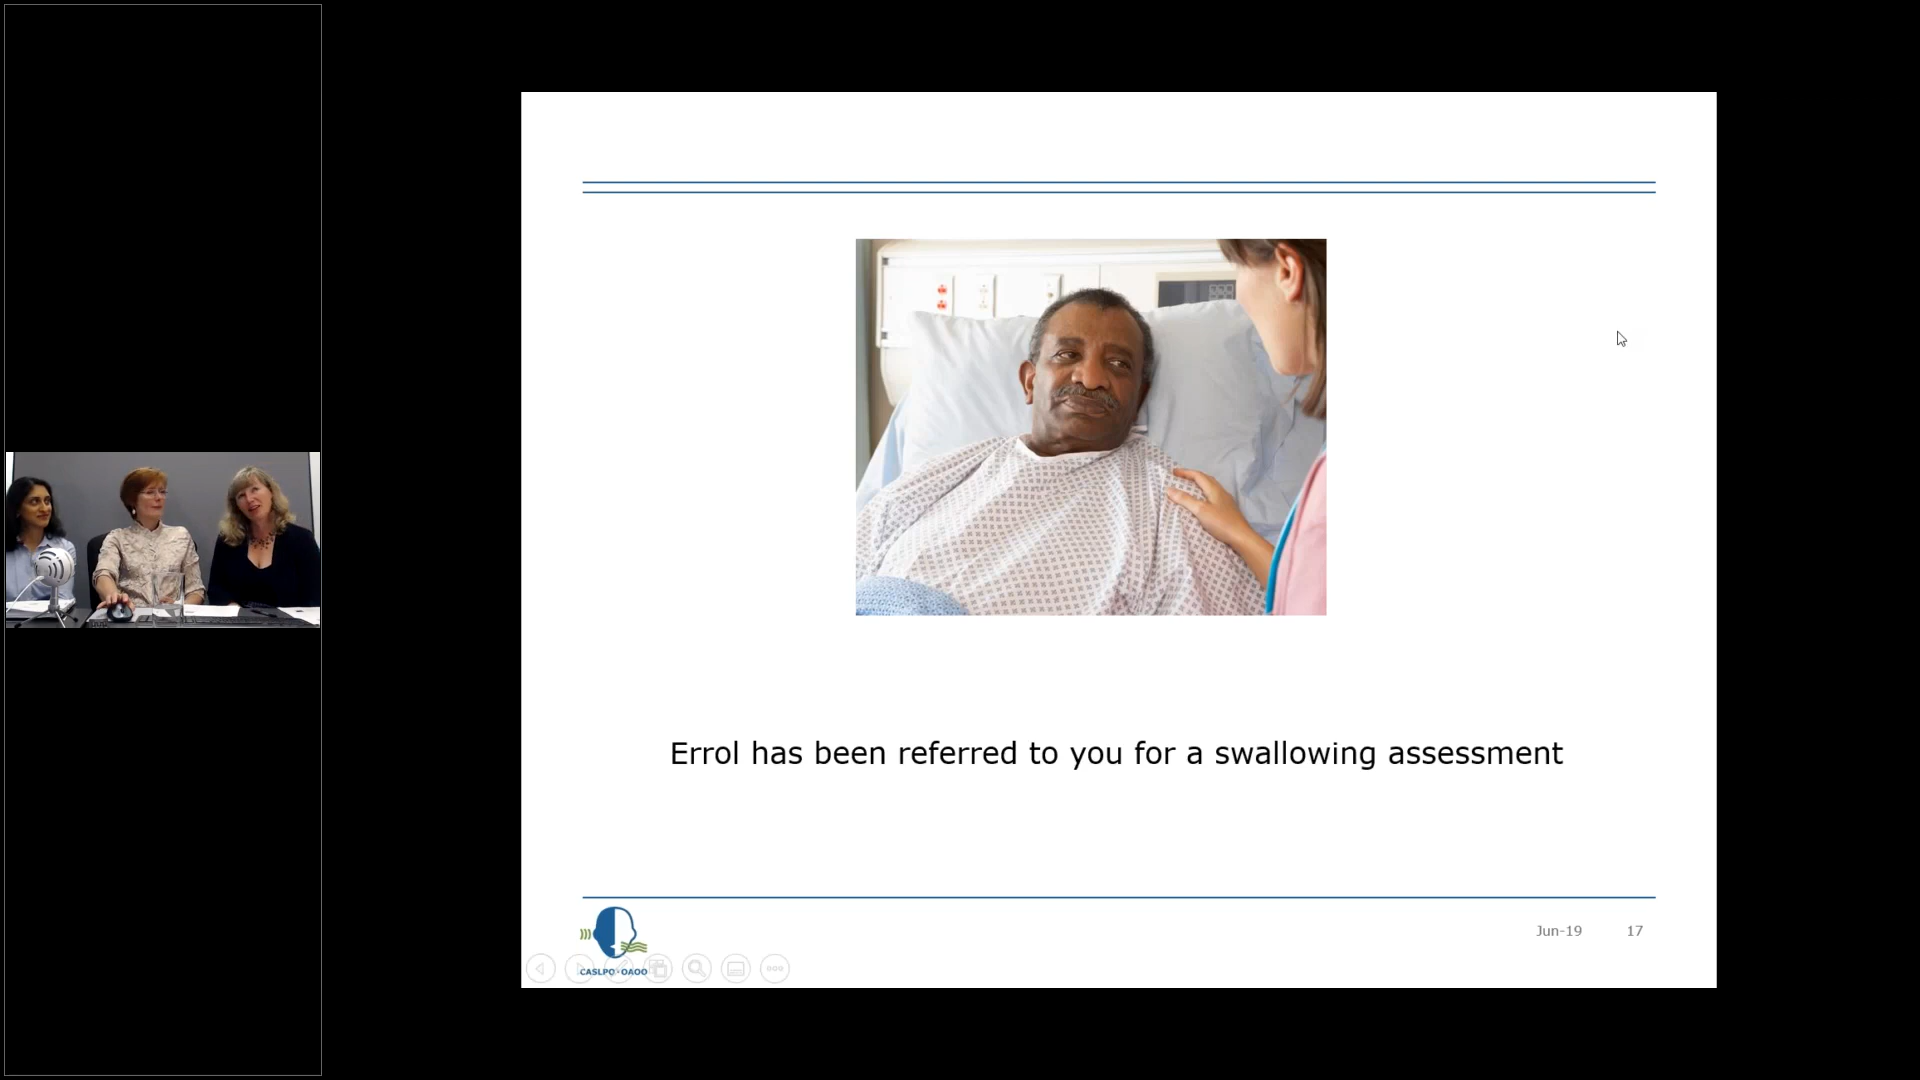 Errol has been referred to you for a swallowing assessment
CASLPO•OAOO
Jun-19
17